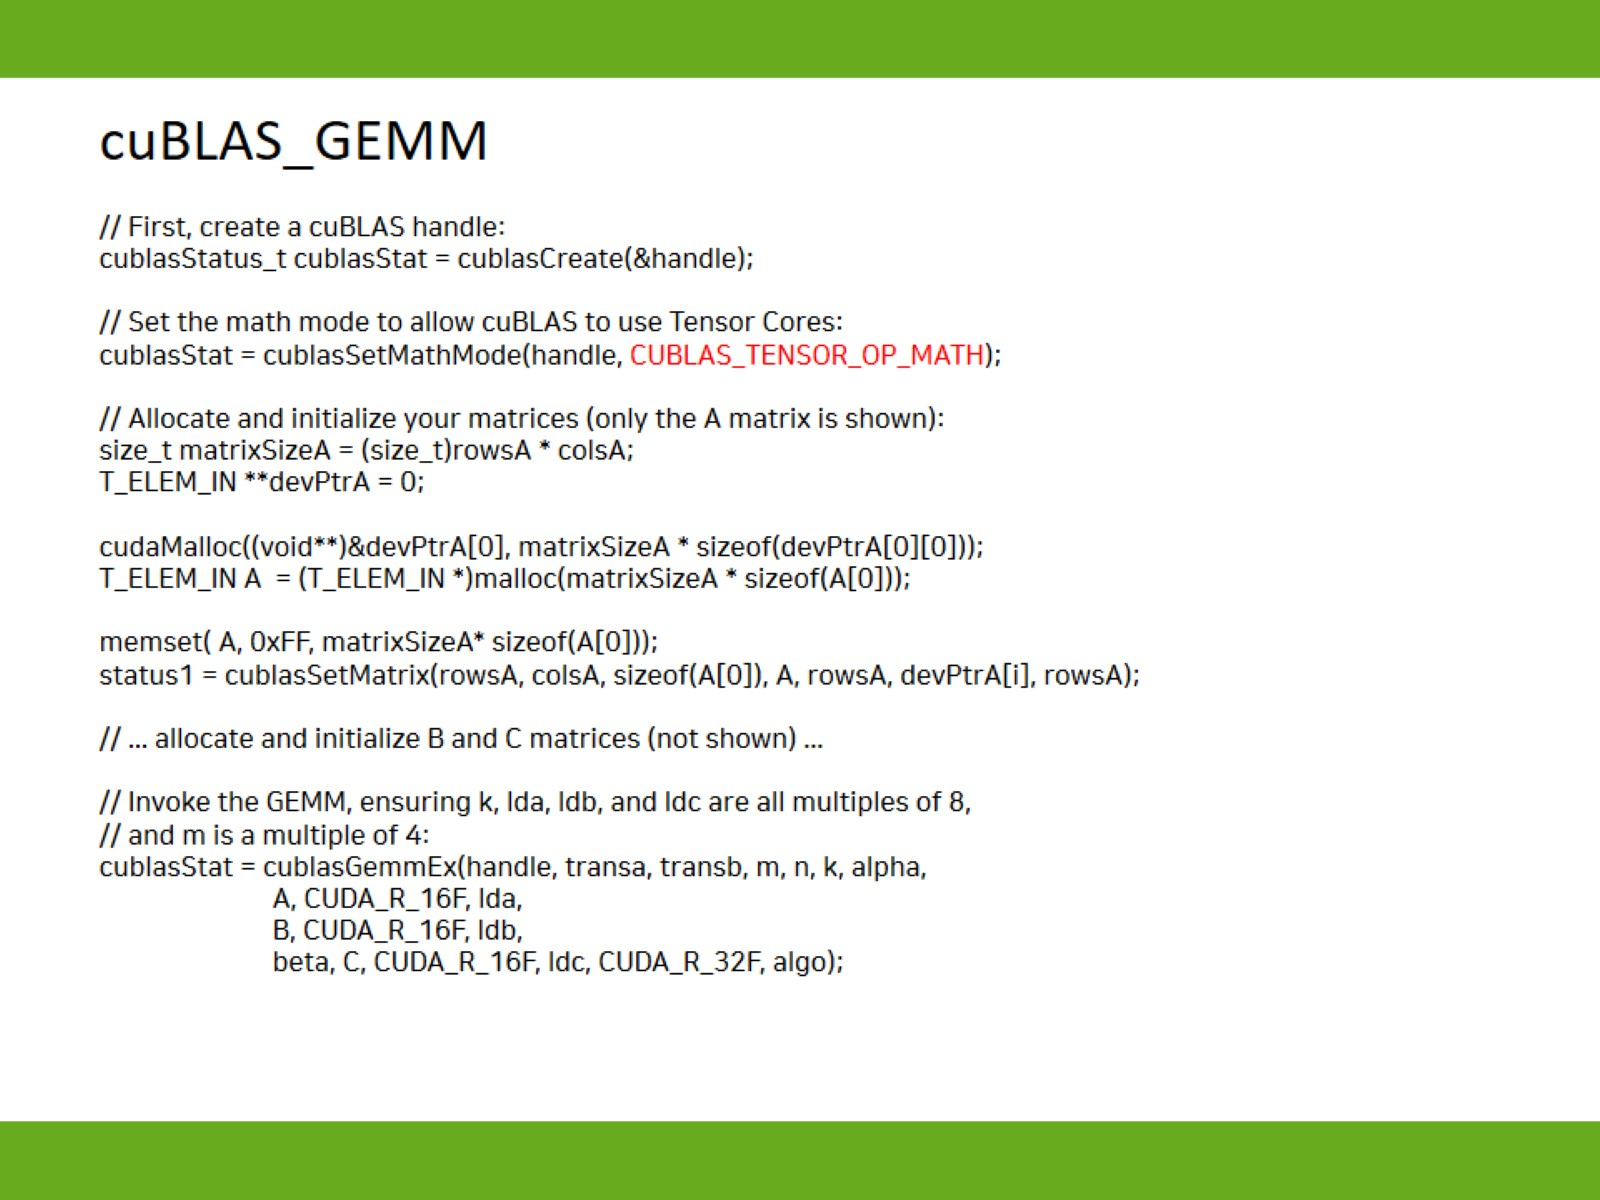 cuBLAS_GEMM
// First, create a cuBLAS handle:
cublasStatus_t cublasStat = cublasCreate(&handle);
// Set the math mode to allow cuBLAS to use Tensor Cores:
cublasStat = cublasSetMathMode(handle, CUBLAS_TENSOR_OP_MATH);
// Allocate and initialize your matrices (only the A matrix is shown):
size_t matrixSizeA = (size_t)rowsA * colsA;
T_ELEM_IN **devPtrA = 0;
cudaMalloc((void**)&devPtrA[0], matrixSizeA * sizeof(devPtrA[0][0]));
T_ELEM_IN A  = (T_ELEM_IN *)malloc(matrixSizeA * sizeof(A[0]));
memset( A, 0xFF, matrixSizeA* sizeof(A[0]));
status1 = cublasSetMatrix(rowsA, colsA, sizeof(A[0]), A, rowsA, devPtrA[i], rowsA);
// ... allocate and initialize B and C matrices (not shown) ...
// Invoke the GEMM, ensuring k, lda, ldb, and ldc are all multiples of 8,
// and m is a multiple of 4:
cublasStat = cublasGemmEx(handle, transa, transb, m, n, k, alpha,
A, CUDA_R_16F, lda,
B, CUDA_R_16F, ldb,
beta, C, CUDA_R_16F, ldc, CUDA_R_32F, algo);